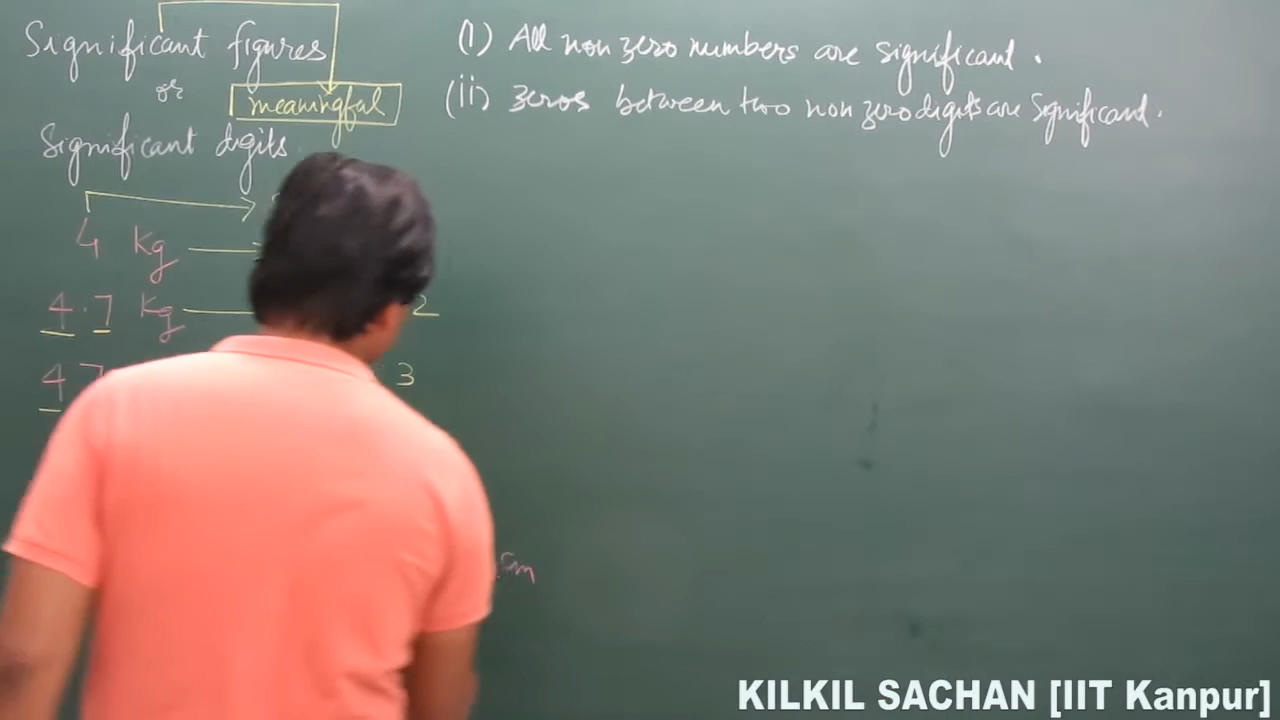 Significant figures
or
meaningful
Significant digits
4 Kg
4.7 Kg 2
4 7 3
(i) All non zero numbers are significant.
(ii) zeros between two non zero digits are significant.
KILKIL SACHAN [IIT Kanpur]